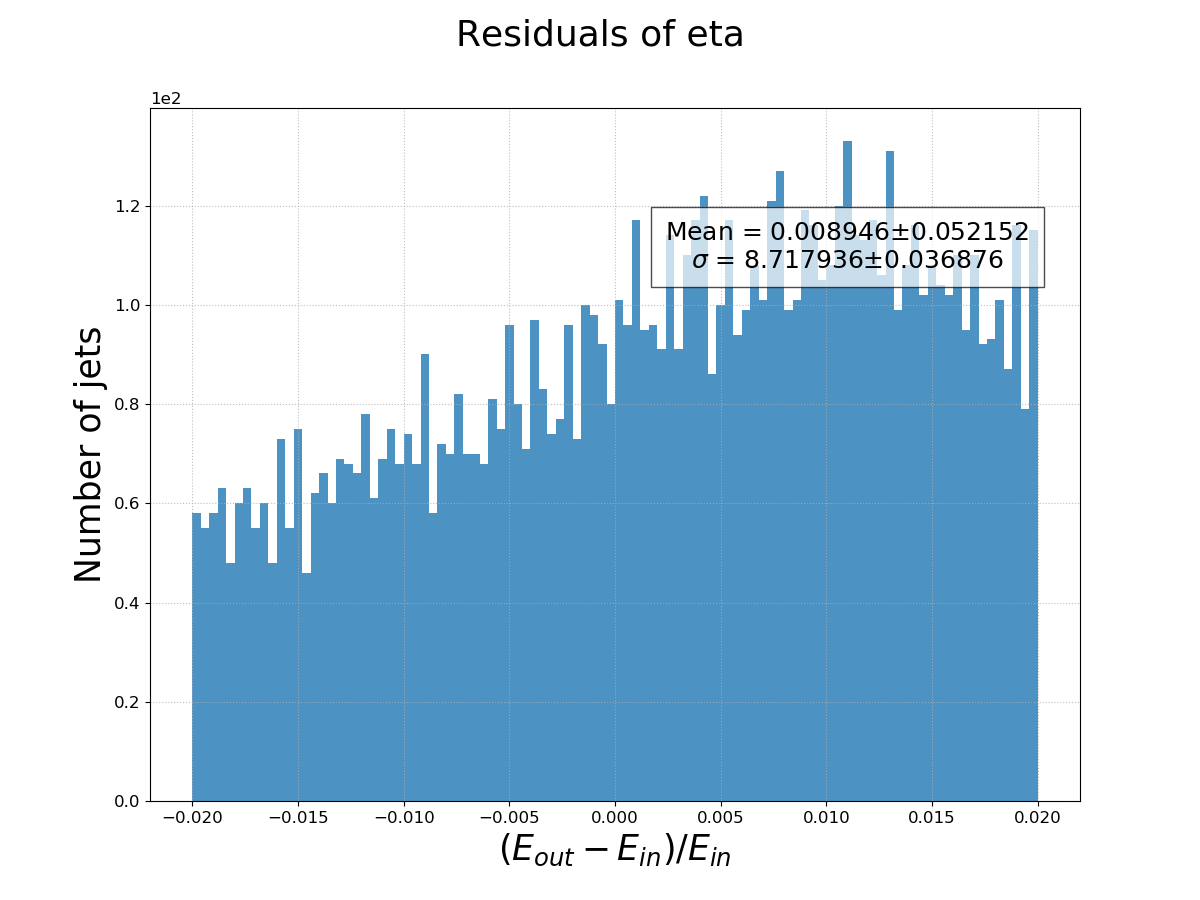 Residuals of eta
1e2
1.2
1.0
0.8
0.6
0.4
0.2
0.0
Number of jets
Mean = 0.008946±0.052152
σ = 8.717936±0.036876
−0.020 −0.015 −0.010 −0.005 0.000 0.005 0.010 0.015 0.020
(E_out − E_in)/E_in